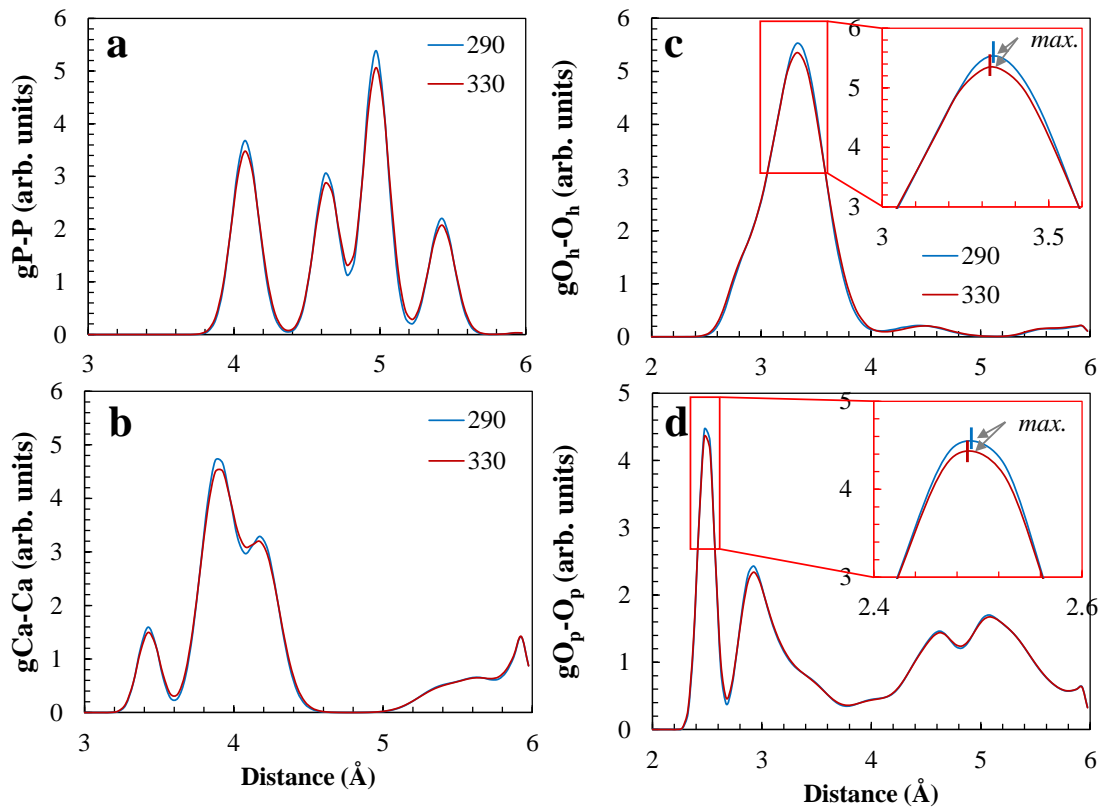 a
290
330
gP-P (arb. units)
6
5
4
3
2
1
0
3 4 5 6
b
290
330
gCa-Ca (arb. units)
6
5
4
3
2
1
0
3 4 5 6
Distance (Å)
c
max.
6
5
4
3
3 3.5
290
330
gOh-Oh (arb. units)
6
5
4
3
2
1
0
2 3 4 5 6
d
max.
5
4
3
2.4 2.6
gOp-Op (arb. units)
5
4
3
2
1
0
2 3 4 5 6
Distance (Å)